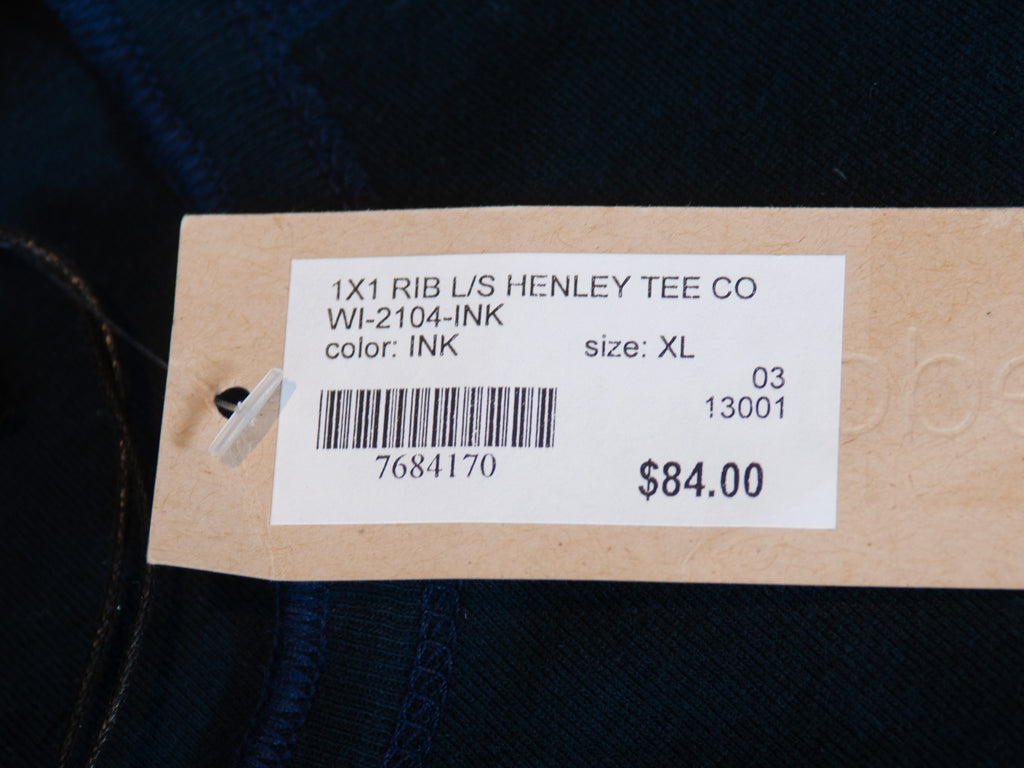 1X1 RIB L/S HENLEY TEE CO
WI-2104-INK
color: INK size: XL
03
13001
7684170
$84.00